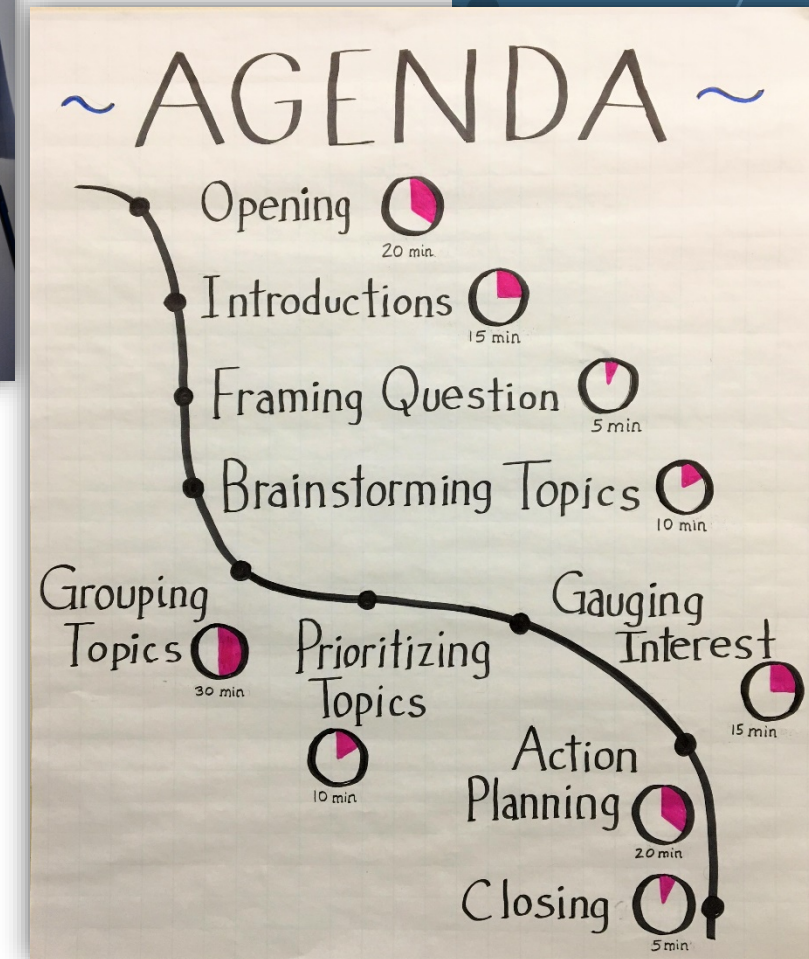 ~ AGENDA ~
Opening
20 min
Introductions
15 min
Framing Question
5 min
Brainstorming Topics
10 min
Grouping
Topics
30 min
Prioritizing
Topics
10 min
Gauging
Interest
15 min
Action
Planning
20 min
Closing
5 min